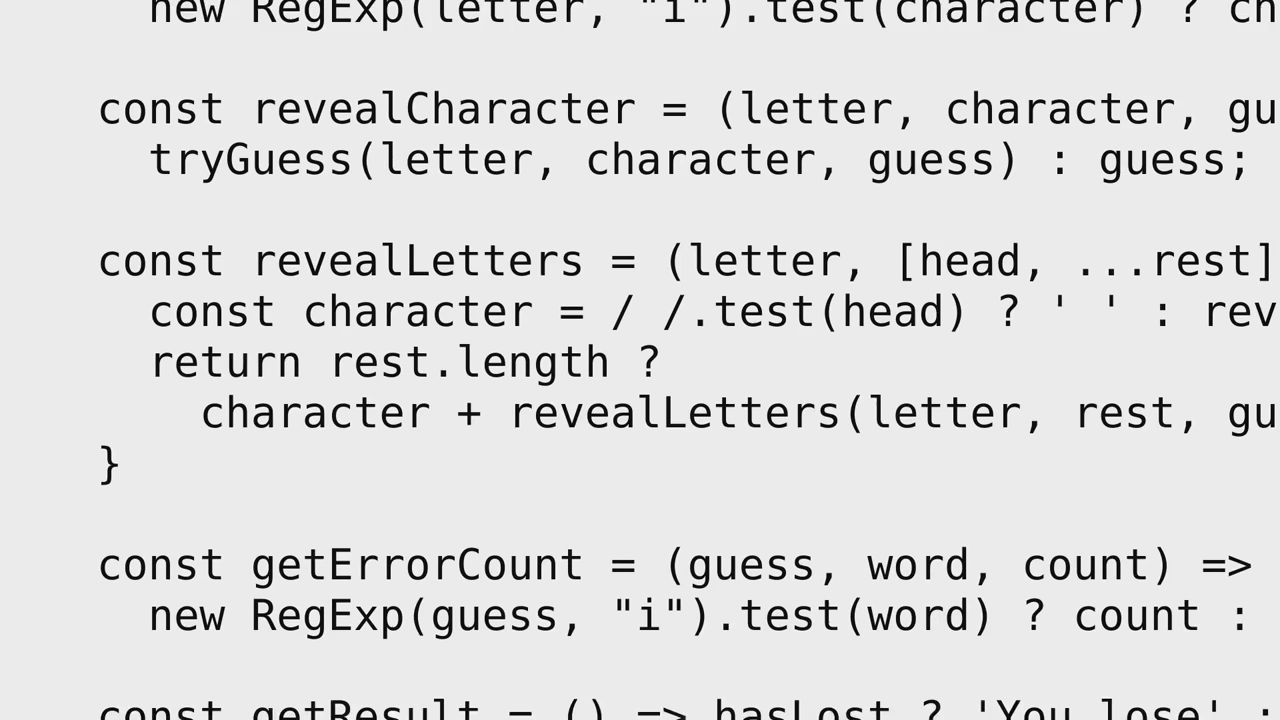 new RegExp(letter, "i").test(character) ? ch
const revealCharacter = (letter, character, gu
tryGuess(letter, character, guess) : guess;
const revealLetters = (letter, [head, ...rest]
const character = / /.test(head) ? ' ' : rev
return rest.length ?
character + revealLetters(letter, rest, gu
}
const getErrorCount = (guess, word, count) =>
new RegExp(guess, "i").test(word) ? count :
const getResult = () => hasLost ? 'You lose' :